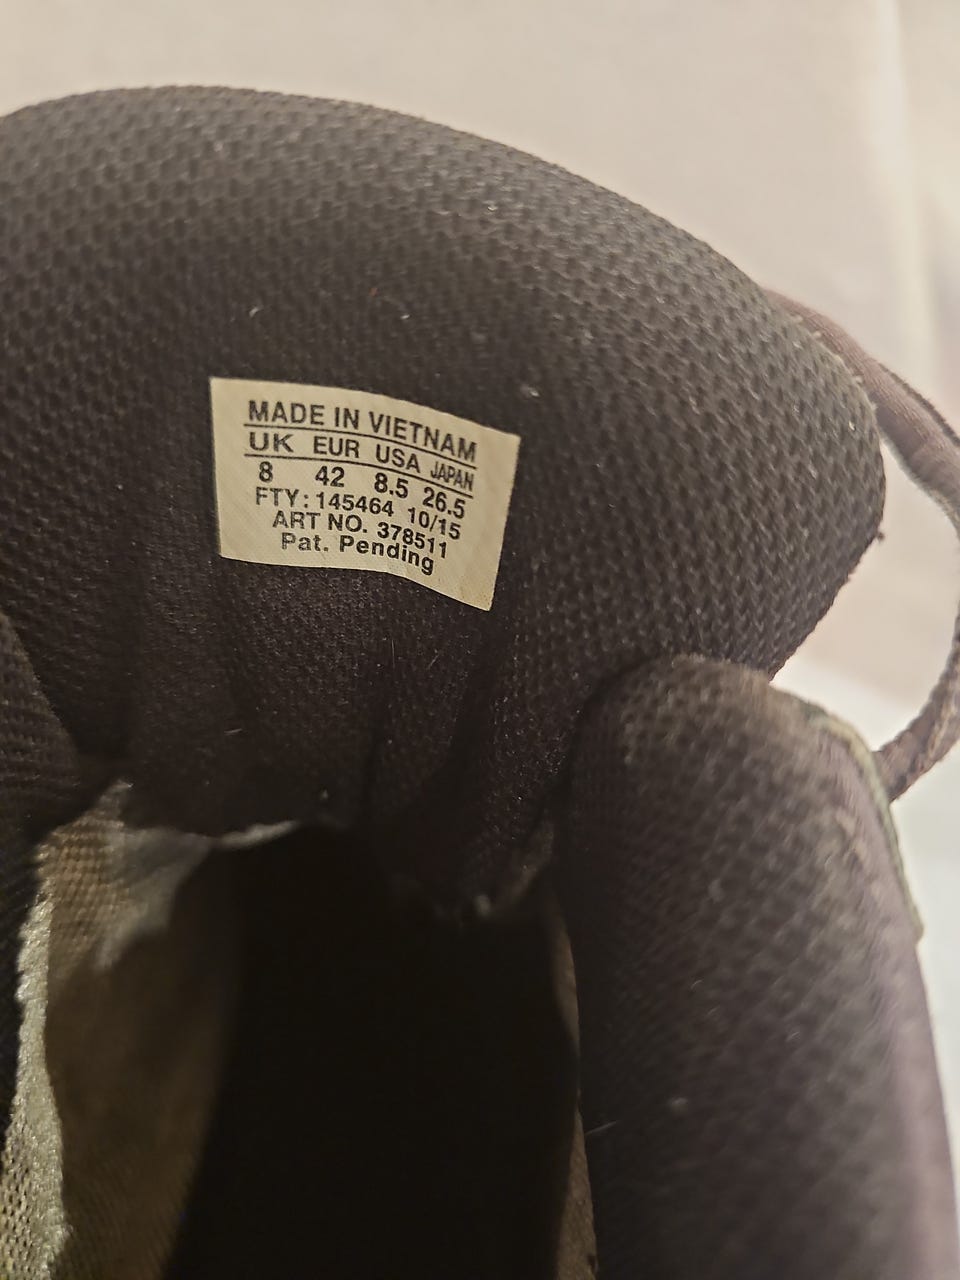 MADE IN VIETNAM
UK EUR USA JAPAN
8 42 8.5 26.5
FTY: 145464 10/15
ART NO. 378511
Pat. Pending